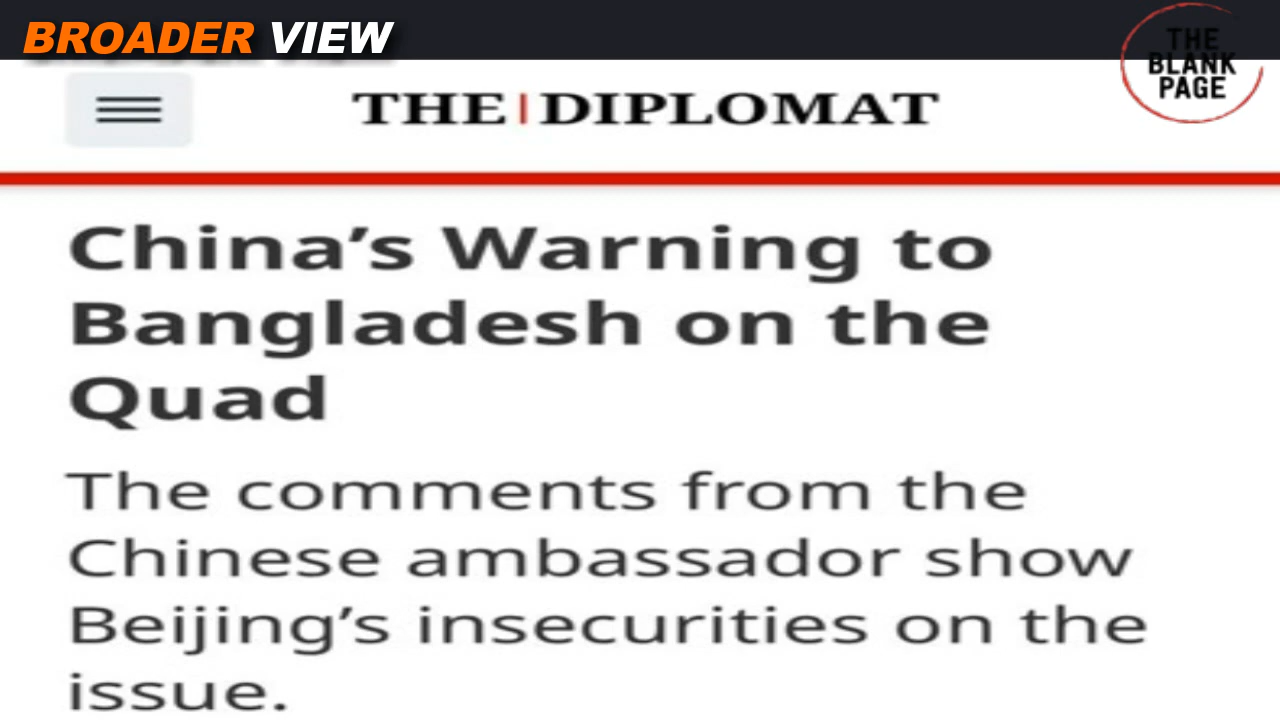 BROADER VIEW
THE
BLANK
PAGE
THE|DIPLOMAT
China’s Warning to
Bangladesh on the
Quad
The comments from the
Chinese ambassador show
Beijing’s insecurities on the
issue.